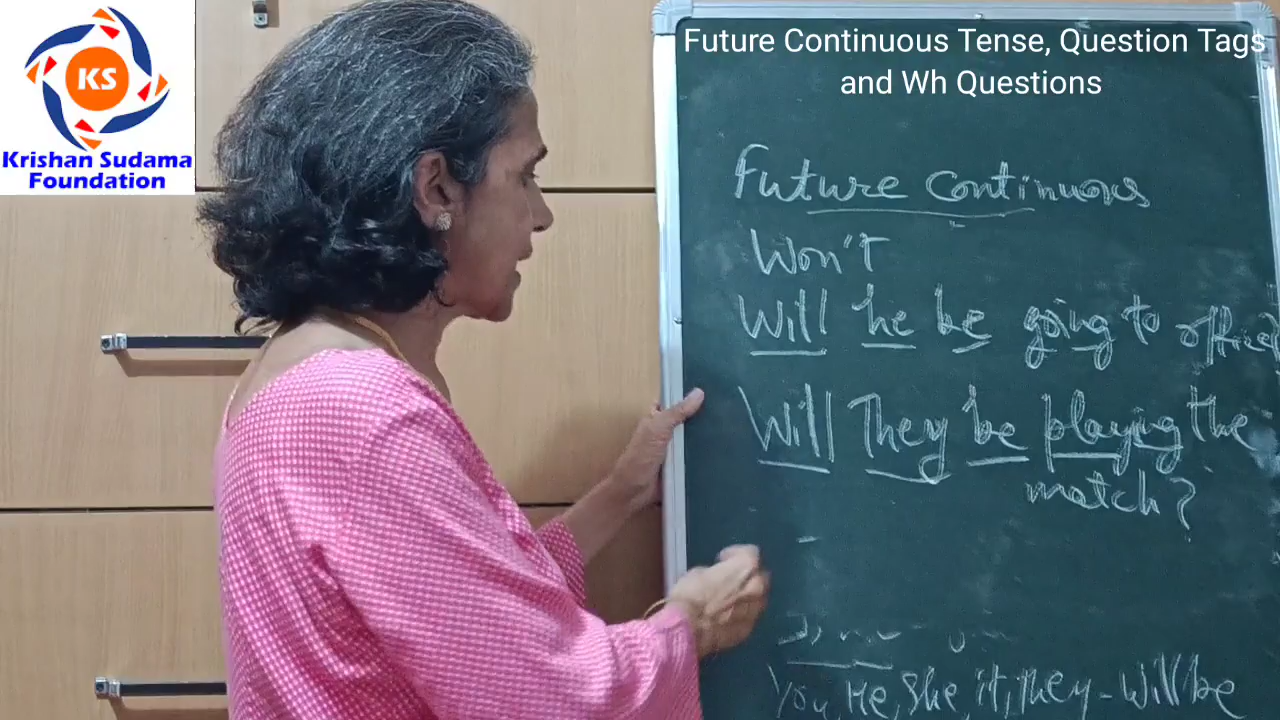 KS
Krishan Sudama
Foundation
Future Continuous Tense, Question Tags
and Wh Questions
Future Continuous
Won't
Will he be going to office?
Will They be playing the
match?
You, He, She, it, they - Will be